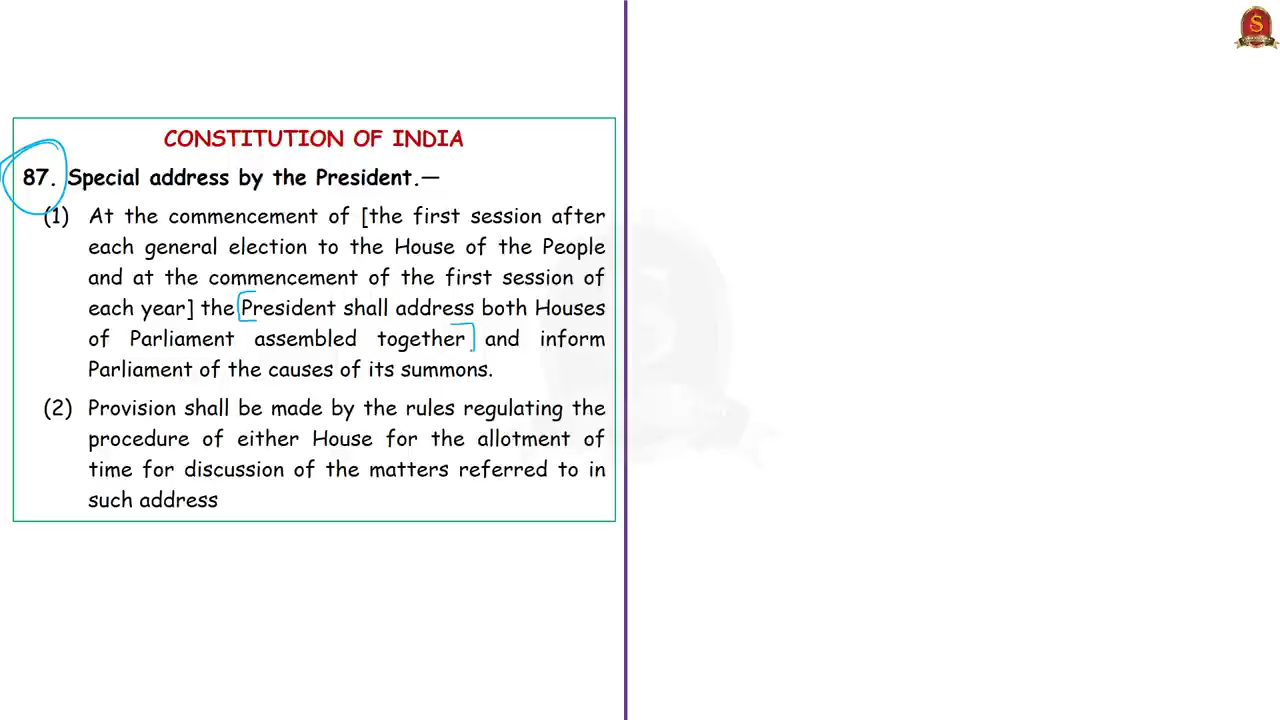 CONSTITUTION OF INDIA
87. Special address by the President.—
(1) At the commencement of [the first session after
each general election to the House of the People
and at the commencement of the first session of
each year] the President shall address both Houses
of Parliament assembled together and inform
Parliament of the causes of its summons.
(2) Provision shall be made by the rules regulating the
procedure of either House for the allotment of
time for discussion of the matters referred to in
such address
S